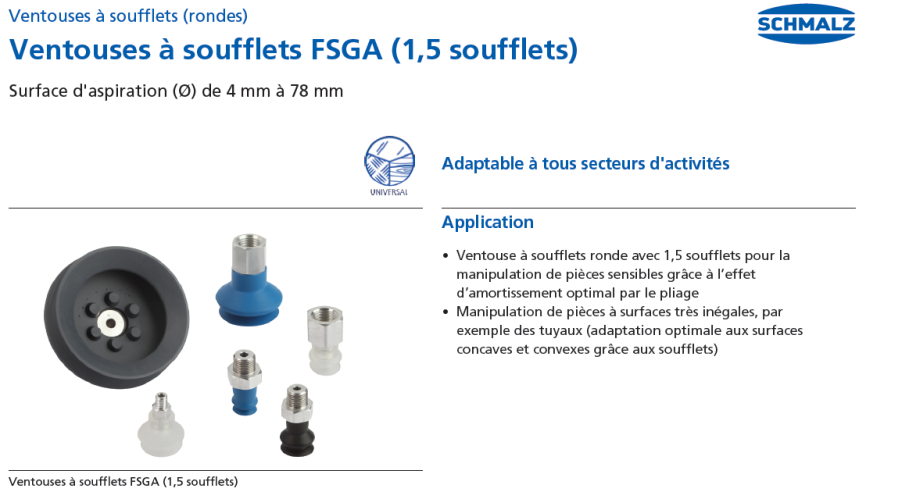 Ventouses à soufflets (rondes)
SCHMALZ
Ventouses à soufflets FSGA (1,5 soufflets)
Surface d'aspiration (Ø) de 4 mm à 78 mm
UNIVERSAL
Adaptable à tous secteurs d'activités
Application
• Ventouse à soufflets ronde avec 1,5 soufflets pour la
manipulation de pièces sensibles grâce à l’effet
d’amortissement optimal par le pliage
• Manipulation de pièces à surfaces très inégales, par
exemple des tuyaux (adaptation optimale aux surfaces
concaves et convexes grâce aux soufflets)
Ventouses à soufflets FSGA (1,5 soufflets)